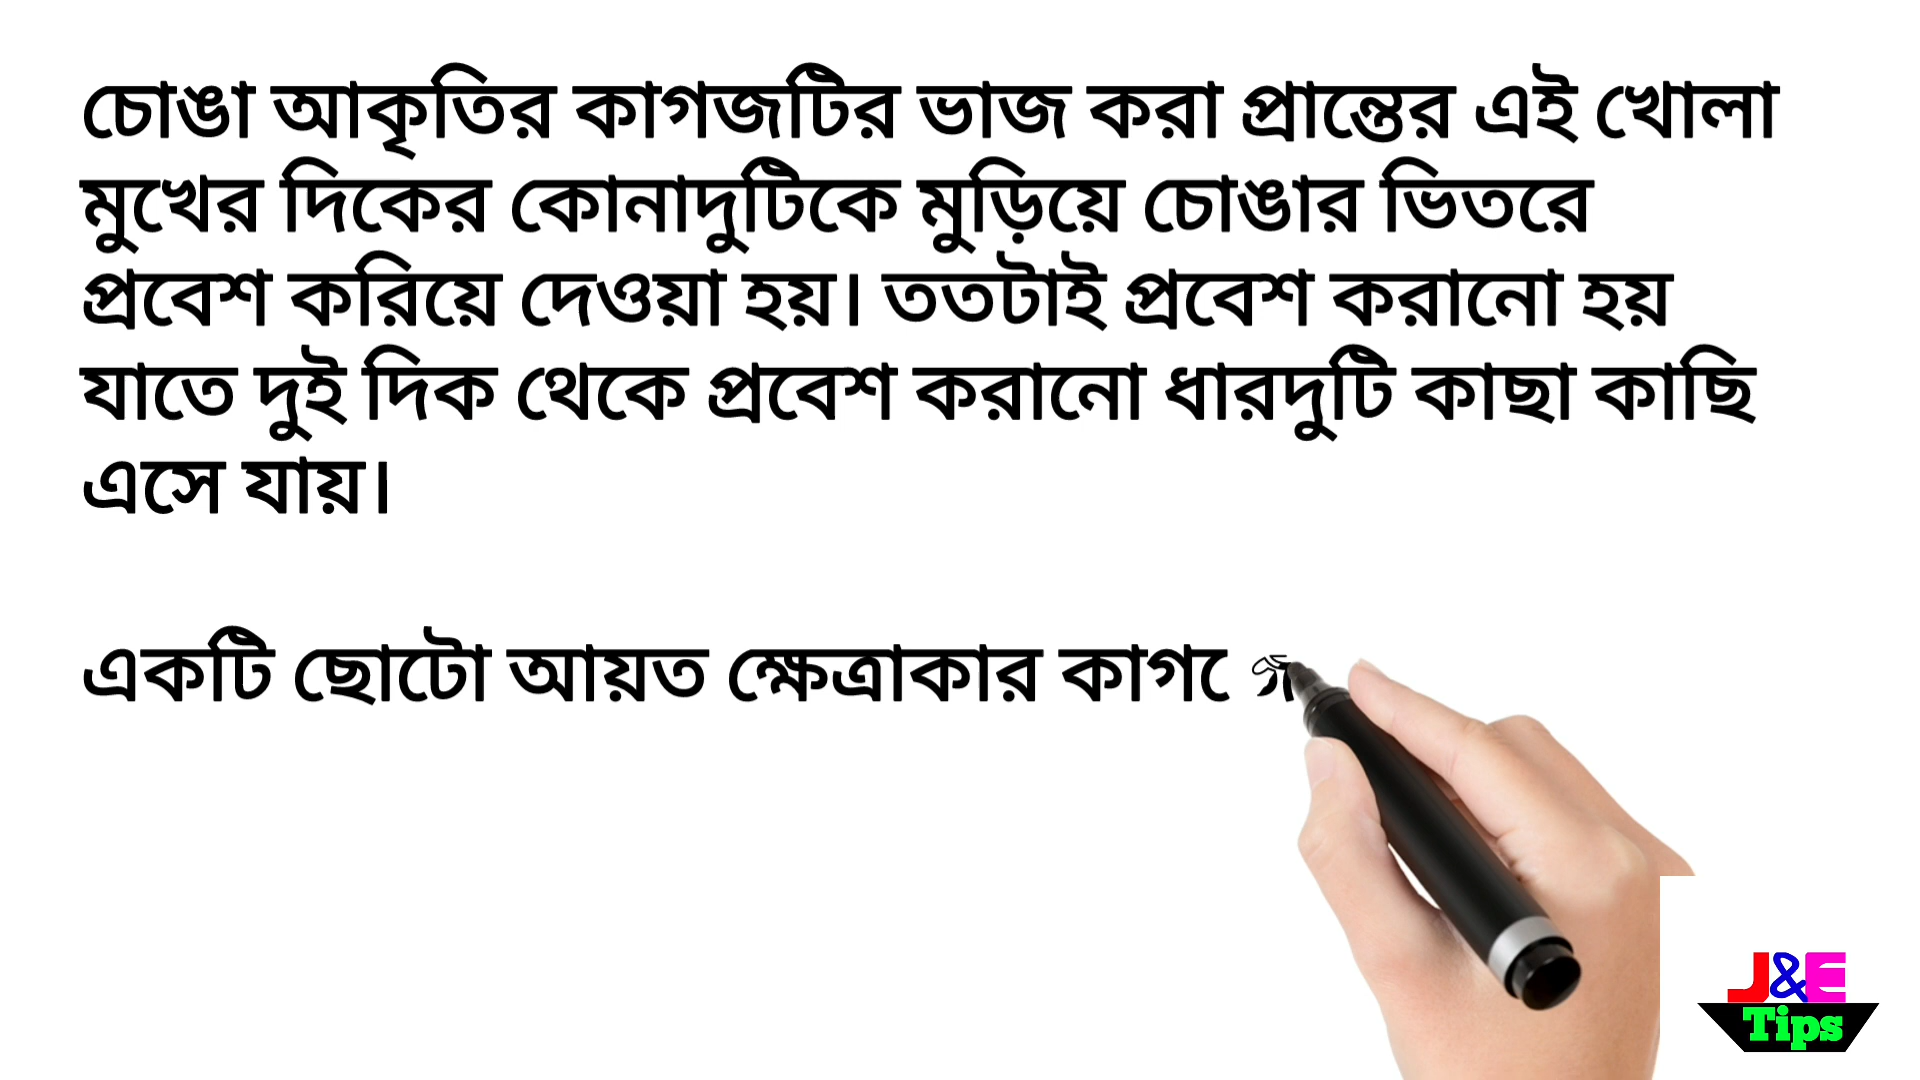 চোঙা আকৃতির কাগজটির ভাজ করা প্রান্তের এই খোলা
মুখের দিকের কোনাদুটিকে মুড়িয়ে চোঙার ভিতরে
প্রবেশ করিয়ে দেওয়া হয়। ততটাই প্রবেশ করানো হয়
যাতে দুই দিক থেকে প্রবেশ করানো ধারদুটি কাছা কাছি
এসে যায়।
একটি ছোটো আয়ত ক্ষেত্রাকার
J&E
Tips